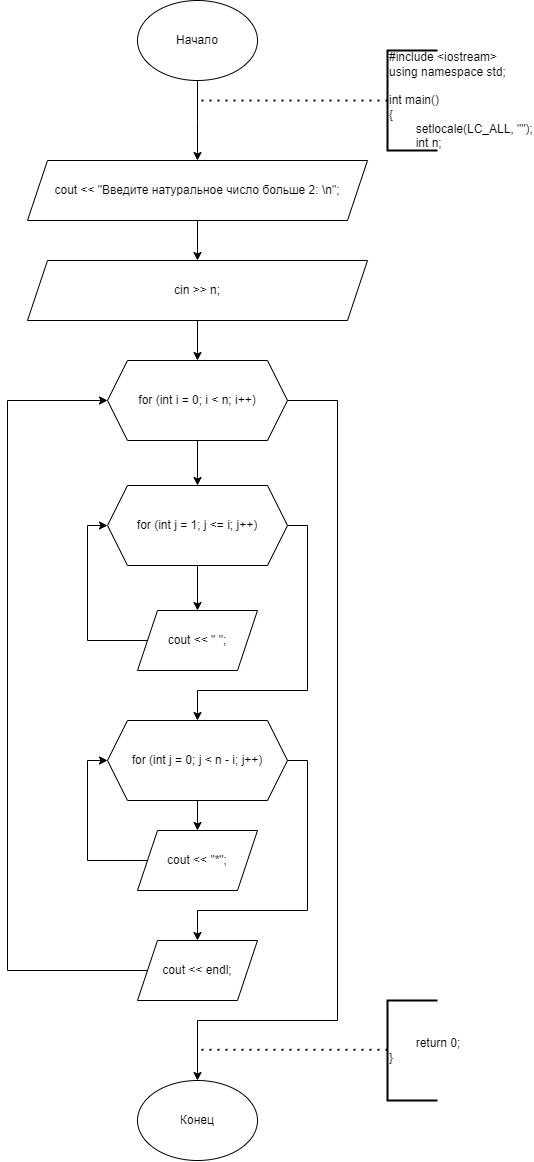 Начало
#include <iostream>
using namespace std;
int main()
{
setlocale(LC_ALL, "");
int n;
cout << "Введите натуральное число больше 2: \n";
cin >> n;
for (int i = 0; i < n; i++)
for (int j = 1; j <= i; j++)
cout << " ";
for (int j = 0; j < n - i; j++)
cout << "*";
cout << endl;
return 0;
}
Конец